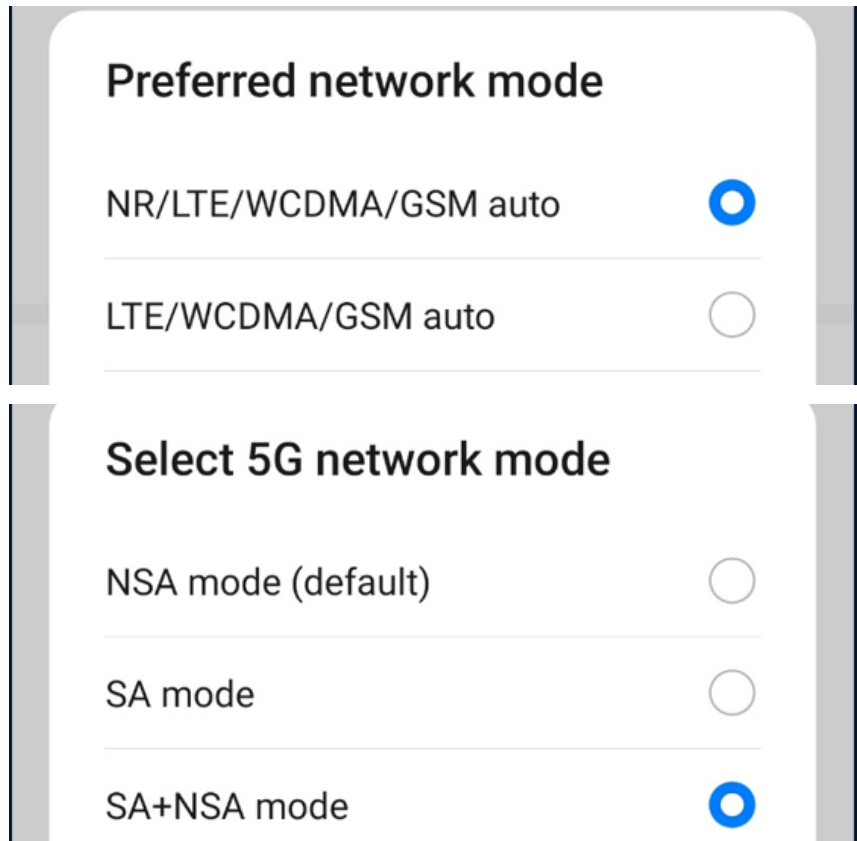 Preferred network mode
NR/LTE/WCDMA/GSM auto
LTE/WCDMA/GSM auto
Select 5G network mode
NSA mode (default)
SA mode
SA+NSA mode